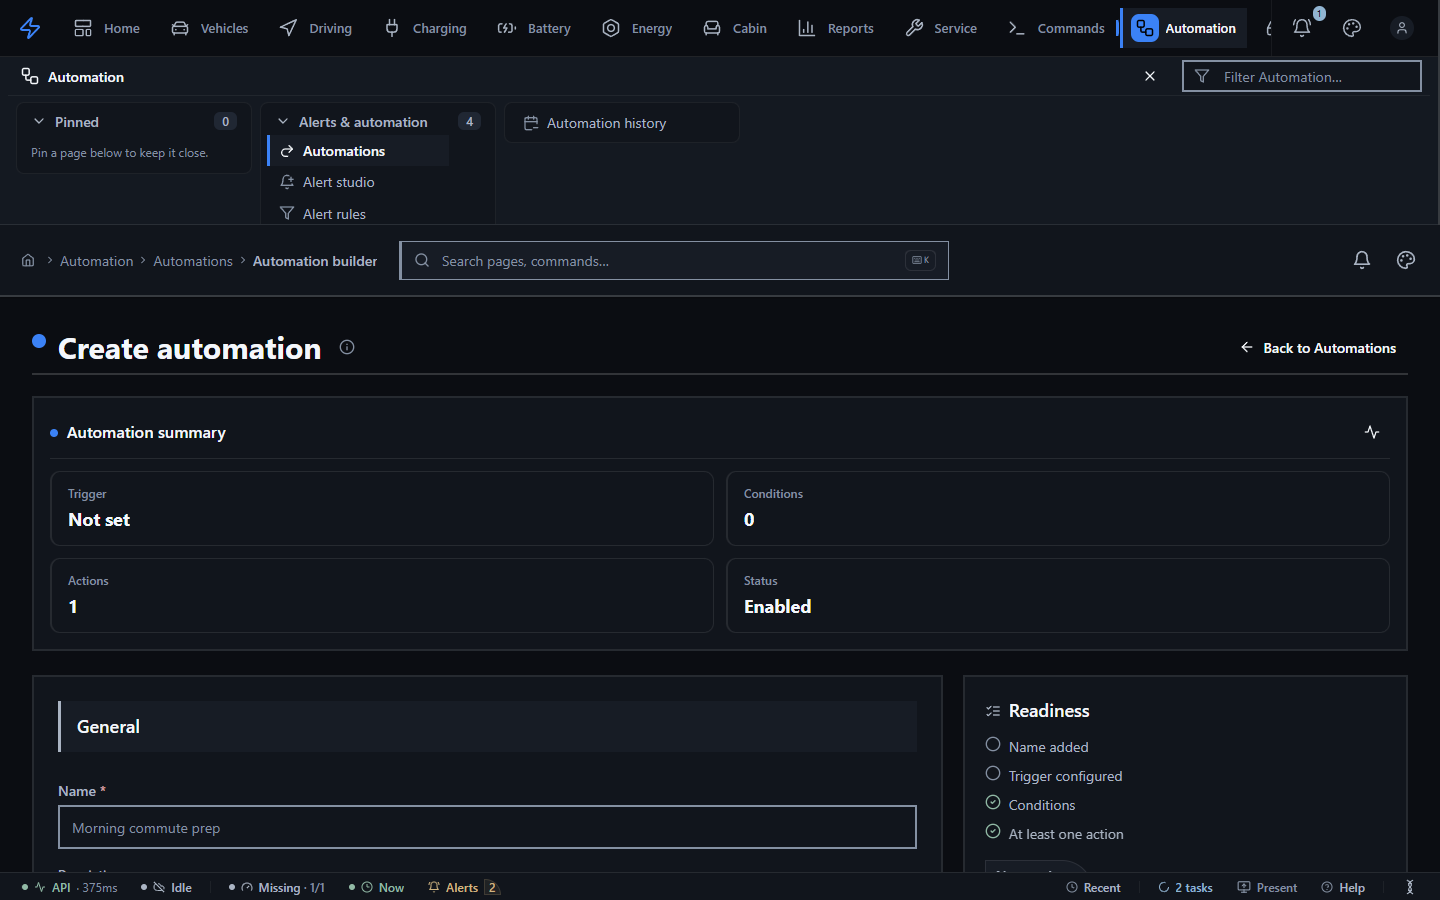 Home
Vehicles
Driving
Charging
Battery
Energy
Cabin
Reports
Service
Commands
Automation
1
Automation
Filter Automation...
Pinned 0
Pin a page below to keep it close.
Alerts & automation 4
Automations
Alert studio
Alert rules
Automation history
Automation > Automations > Automation builder
Search pages, commands...
K
Create automation
Back to Automations
Automation summary
Trigger
Not set
Conditions
0
Actions
1
Status
Enabled
General
Name *
Morning commute prep
Readiness
Name added
Trigger configured
Conditions
At least one action
API · 375ms
Idle
Missing · 1/1
Now
Alerts 2
Recent
2 tasks
Present
Help